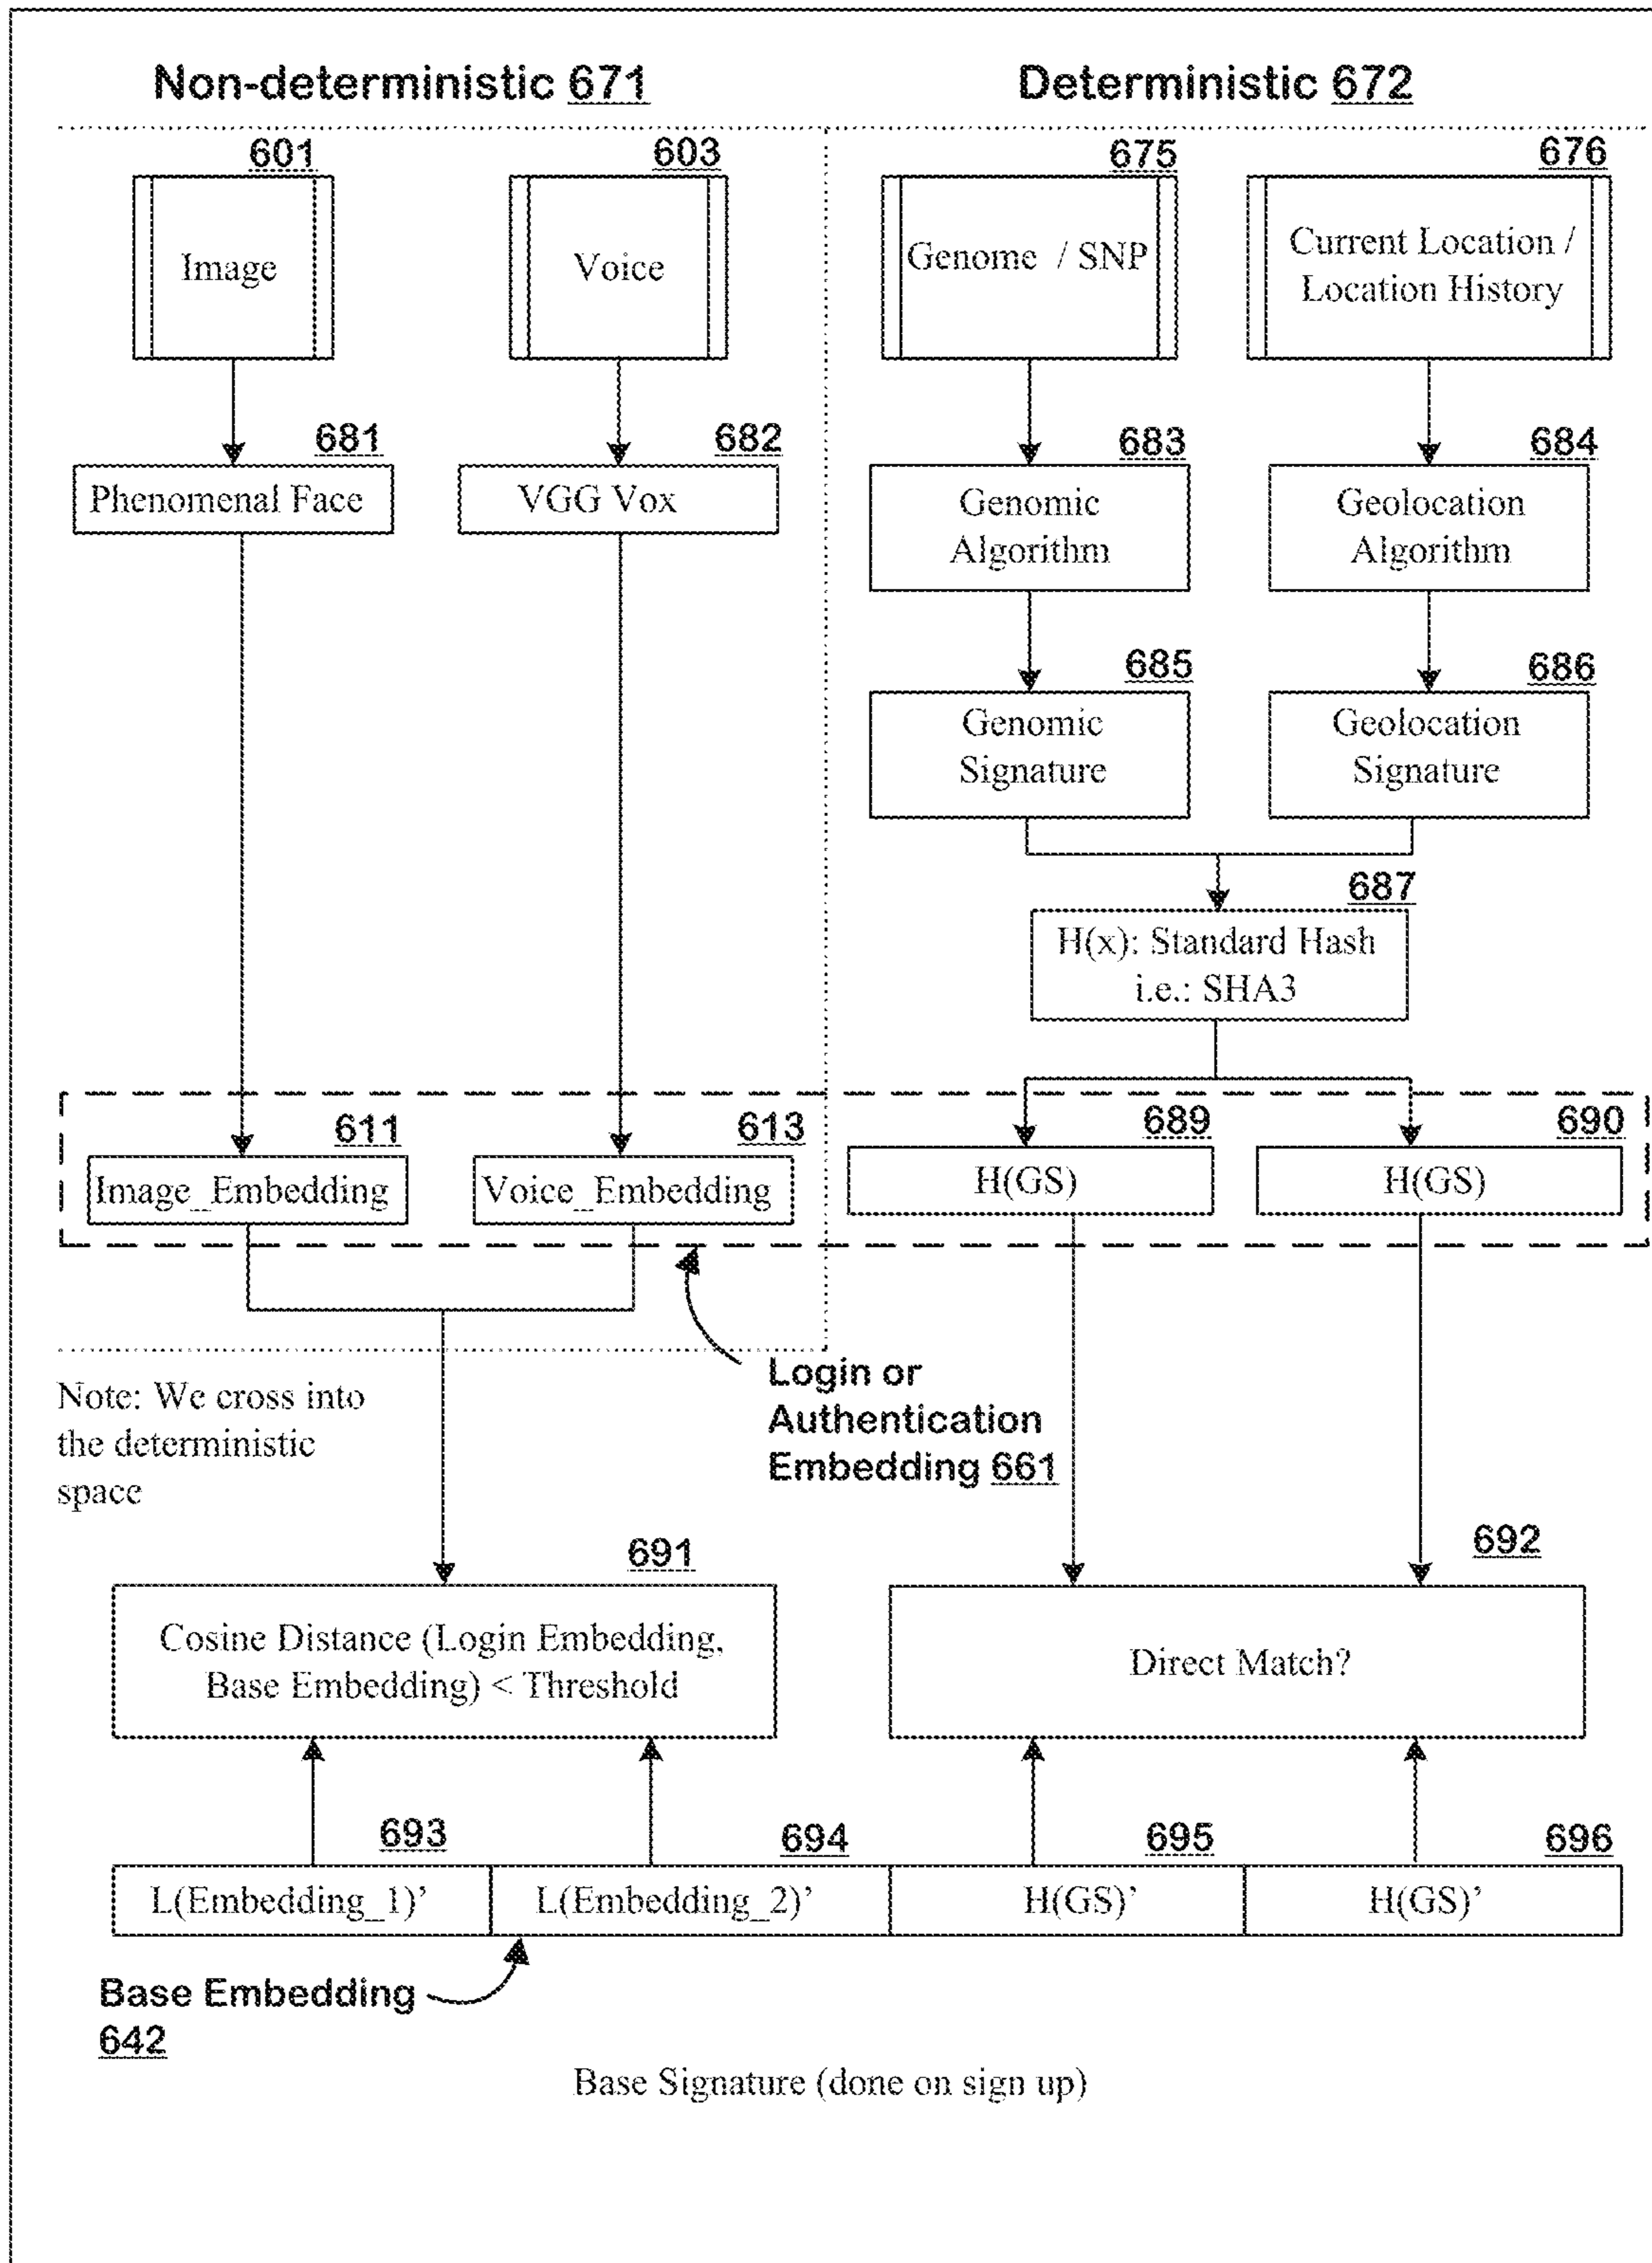 Non-deterministic 671
Deterministic 672
601
603
675
676
Image
Voice
Genome / SNP
Current Location /
Location History
681
682
683
684
Phenomenal Face
VGG Vox
Genomic
Algorithm
Geolocation
Algorithm
685
686
Genomic
Signature
Geolocation
Signature
687
H(x): Standard Hash
i.e.: SHA3
611
613
689
690
Image_Embedding
Voice_Embedding
H(GS)
H(GS)
Note: We cross into
the deterministic
space
Login or
Authentication
Embedding 661
691
692
Cosine Distance (Login Embedding,
Base Embedding) < Threshold
Direct Match?
693
694
695
696
L(Embedding_1)’
L(Embedding_2)’
H(GS)’
H(GS)’
Base Embedding
642
Base Signature (done on sign up)